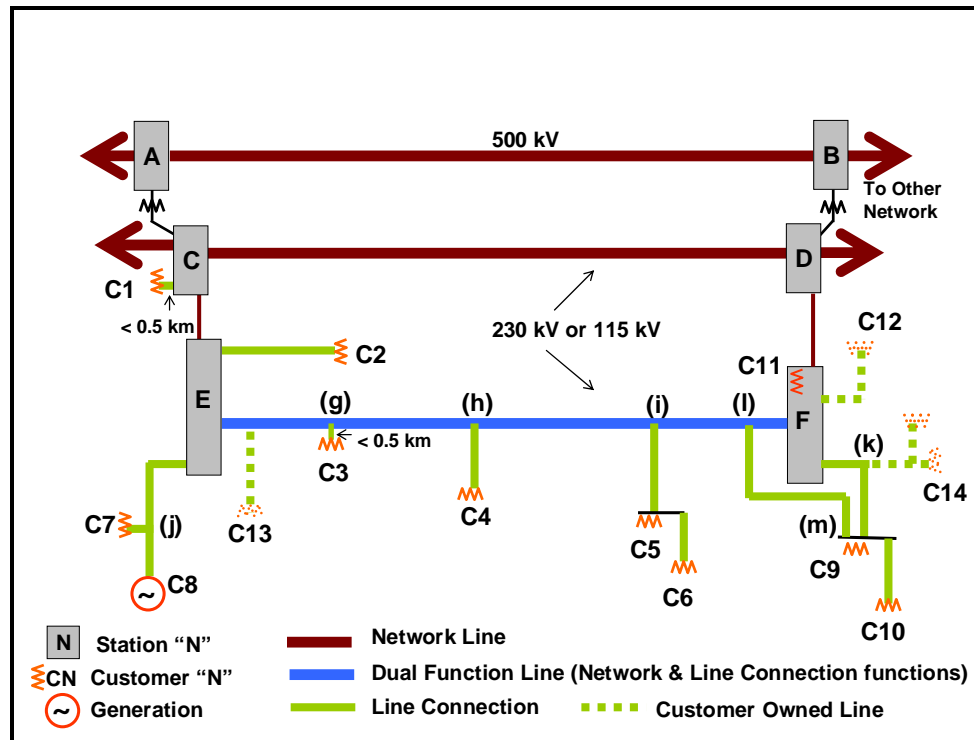 500 kV
A
B
To Other
Network
C
D
C1
< 0.5 km
230 kV or 115 kV
C12
C2
C11
E
(g)
(h)
(i)
(l)
F
< 0.5 km
C3
(k)
C14
C4
C7
(j)
C13
C5
(m)
C9
C8
~
C6
C10
N Station “N”
CN Customer “N”
~ Generation
Network Line
Dual Function Line (Network & Line Connection functions)
Line Connection
Customer Owned Line